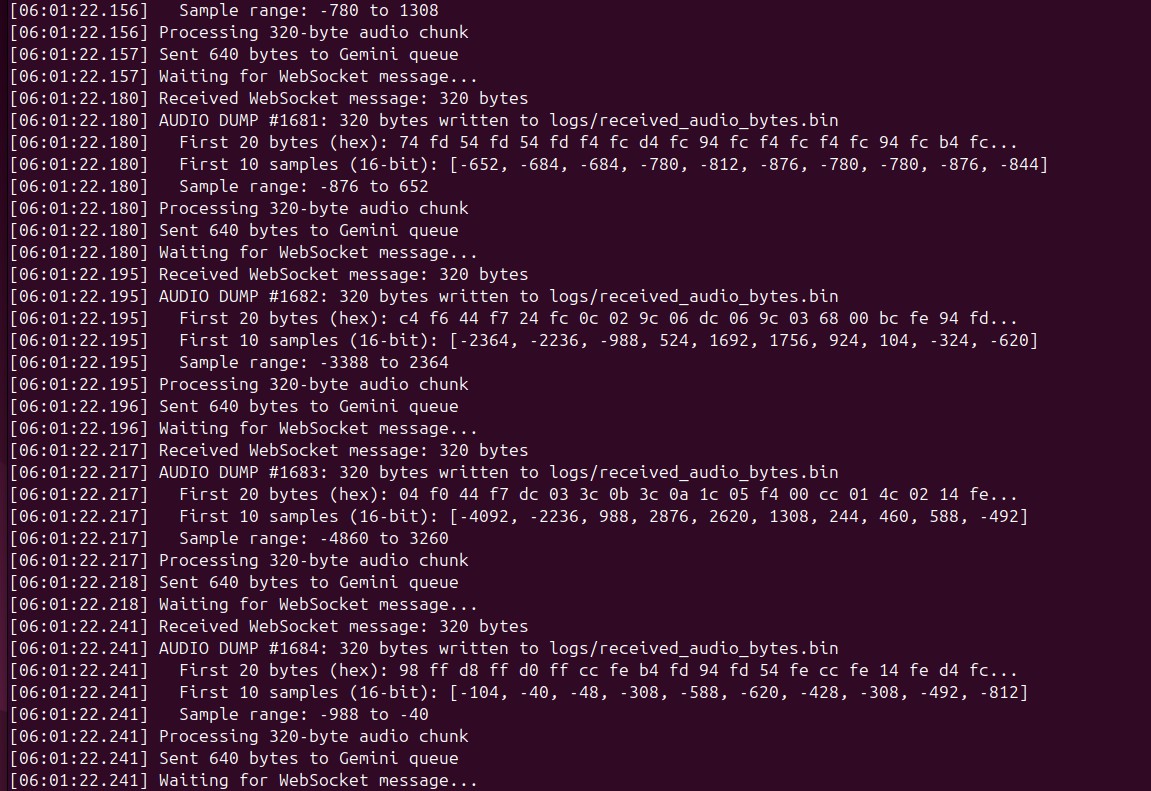 [06:01:22.156]   Sample range: -780 to 1308
[06:01:22.156] Processing 320-byte audio chunk
[06:01:22.157] Sent 640 bytes to Gemini queue
[06:01:22.157] Waiting for WebSocket message...
[06:01:22.180] Received WebSocket message: 320 bytes
[06:01:22.180] AUDIO DUMP #1681: 320 bytes written to logs/received_audio_bytes.bin
[06:01:22.180]   First 20 bytes (hex): 74 fd 54 fd 54 fd f4 fc d4 fc 94 fc f4 fc f4 fc 94 fc b4 fc...
[06:01:22.180]   First 10 samples (16-bit): [-652, -684, -684, -780, -812, -876, -780, -780, -876, -844]
[06:01:22.180]   Sample range: -876 to 652
[06:01:22.180] Processing 320-byte audio chunk
[06:01:22.180] Sent 640 bytes to Gemini queue
[06:01:22.180] Waiting for WebSocket message...
[06:01:22.195] Received WebSocket message: 320 bytes
[06:01:22.195] AUDIO DUMP #1682: 320 bytes written to logs/received_audio_bytes.bin
[06:01:22.195]   First 20 bytes (hex): c4 f6 44 f7 24 fc 0c 02 9c 06 dc 06 9c 03 68 00 bc fe 94 fd...
[06:01:22.195]   First 10 samples (16-bit): [-2364, -2236, -988, 524, 1692, 1756, 924, 104, -324, -620]
[06:01:22.195]   Sample range: -3388 to 2364
[06:01:22.195] Processing 320-byte audio chunk
[06:01:22.196] Sent 640 bytes to Gemini queue
[06:01:22.196] Waiting for WebSocket message...
[06:01:22.217] Received WebSocket message: 320 bytes
[06:01:22.217] AUDIO DUMP #1683: 320 bytes written to logs/received_audio_bytes.bin
[06:01:22.217]   First 20 bytes (hex): 04 f0 44 f7 dc 03 3c 0b 3c 0a 1c 05 f4 00 cc 01 4c 02 14 fe...
[06:01:22.217]   First 10 samples (16-bit): [-4092, -2236, 988, 2876, 2620, 1308, 244, 460, 588, -492]
[06:01:22.217]   Sample range: -4860 to 3260
[06:01:22.217] Processing 320-byte audio chunk
[06:01:22.218] Sent 640 bytes to Gemini queue
[06:01:22.218] Waiting for WebSocket message...
[06:01:22.241] Received WebSocket message: 320 bytes
[06:01:22.241] AUDIO DUMP #1684: 320 bytes written to logs/received_audio_bytes.bin
[06:01:22.241]   First 20 bytes (hex): 98 ff d8 ff d0 ff cc fe b4 fd 94 fd 54 fe cc fe 14 fe d4 fc...
[06:01:22.241]   First 10 samples (16-bit): [-104, -40, -48, -308, -588, -620, -428, -308, -492, -812]
[06:01:22.241]   Sample range: -988 to -40
[06:01:22.241] Processing 320-byte audio chunk
[06:01:22.241] Sent 640 bytes to Gemini queue
[06:01:22.241] Waiting for WebSocket message...